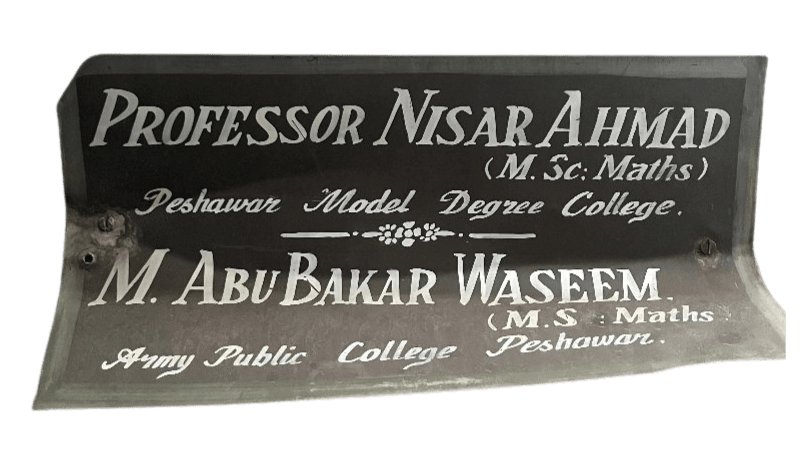 PROFESSOR NISAR AHMAD
(M.Sc: Maths)
Peshawar Model Degree College.
M. ABU BAKAR WASEEM.
(M.S : Maths
Army Public College Peshawar.